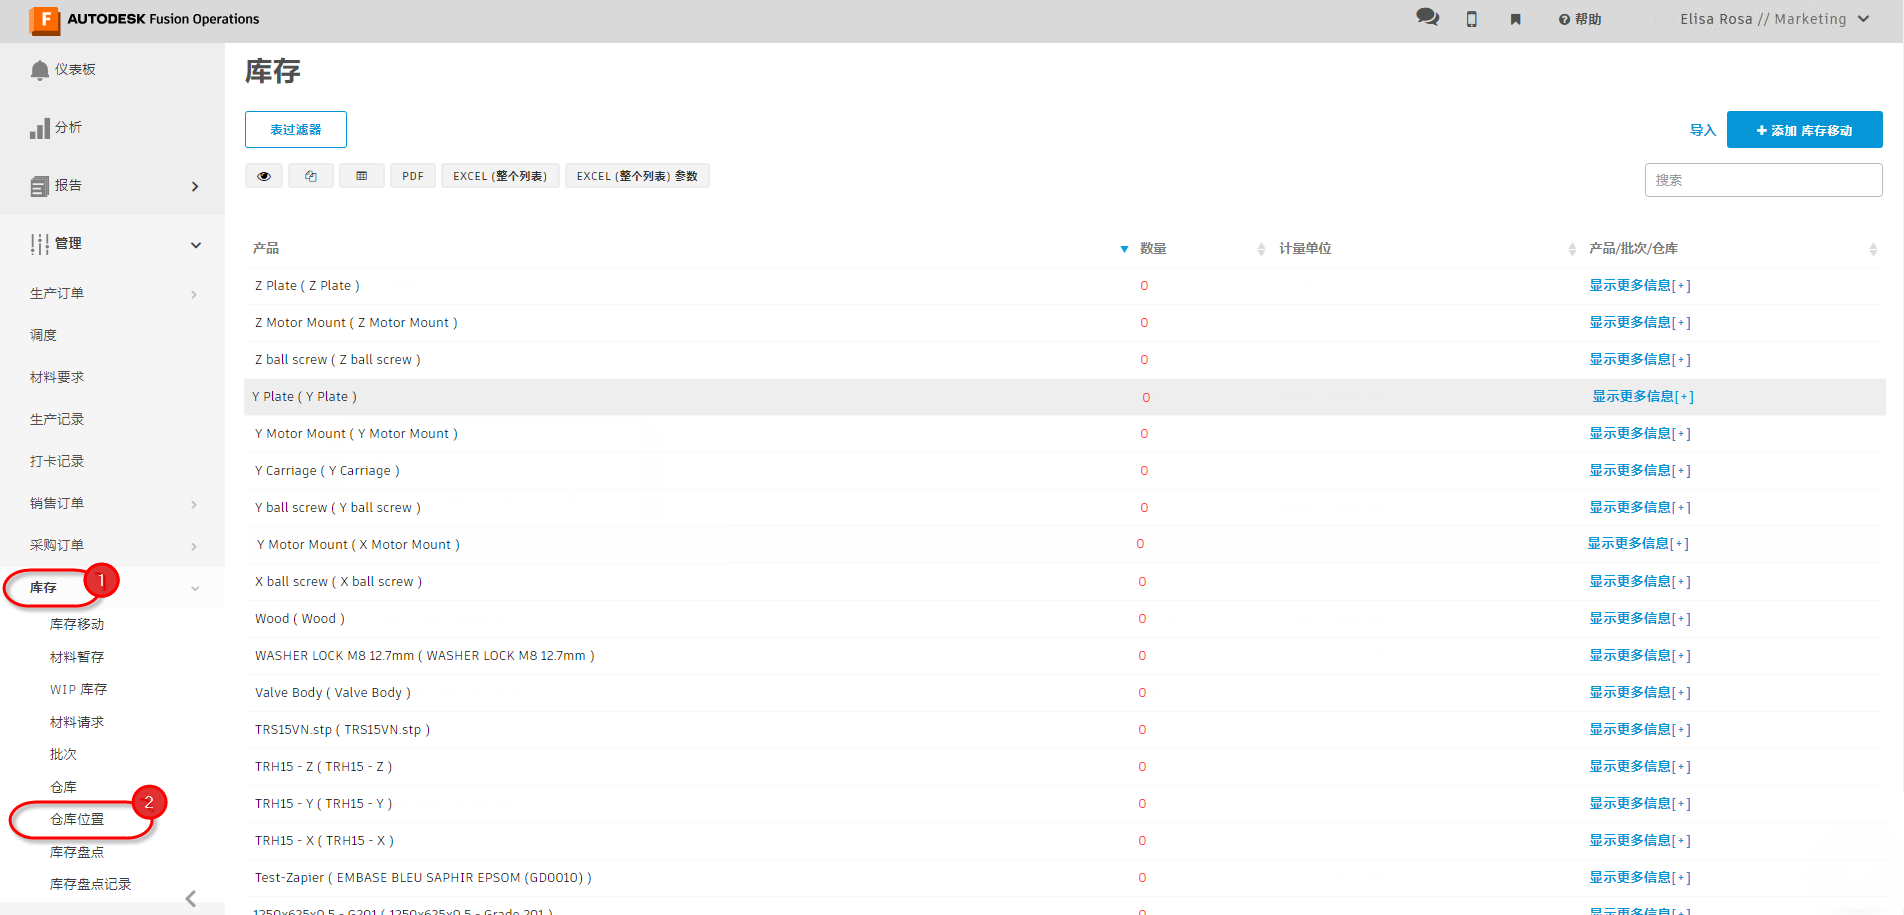 F AUTODESK Fusion Operations
帮助
Elisa Rosa // Marketing
仪表板
分析
报告
管理
生产订单
调度
材料要求
生产记录
打卡记录
销售订单
采购订单
库存
1
库存移动
材料暂存
WIP 库存
材料请求
批次
仓库
2
仓库位置
库存盘点
库存盘点记录
库存
表过滤器
导入
+ 添加 库存移动
PDF
EXCEL (整个列表)
EXCEL (整个列表) 参数
搜索
产品 数量 计量单位 产品/批次/仓库
Z Plate ( Z Plate ) 0 显示更多信息[+]
Z Motor Mount ( Z Motor Mount ) 0 显示更多信息[+]
Z ball screw ( Z ball screw ) 0 显示更多信息[+]
Y Plate ( Y Plate ) 0 显示更多信息[+]
Y Motor Mount ( Y Motor Mount ) 0 显示更多信息[+]
Y Carriage ( Y Carriage ) 0 显示更多信息[+]
Y ball screw ( Y ball screw ) 0 显示更多信息[+]
Y Motor Mount ( X Motor Mount ) 0 显示更多信息[+]
X ball screw ( X ball screw ) 0 显示更多信息[+]
Wood ( Wood ) 0 显示更多信息[+]
WASHER LOCK M8 12.7mm ( WASHER LOCK M8 12.7mm ) 0 显示更多信息[+]
Valve Body ( Valve Body ) 0 显示更多信息[+]
TRS15VN.stp ( TRS15VN.stp ) 0 显示更多信息[+]
TRH15 - Z ( TRH15 - Z ) 0 显示更多信息[+]
TRH15 - Y ( TRH15 - Y ) 0 显示更多信息[+]
TRH15 - X ( TRH15 - X ) 0 显示更多信息[+]
Test-Zapier ( EMBASE BLEU SAPHIR EPSOM (GD0010) ) 0 显示更多信息[+]
1250x625x0.5 - G201 ( 1250x625x0.5 - Grade 201 ) 0 显示更多信息[+]